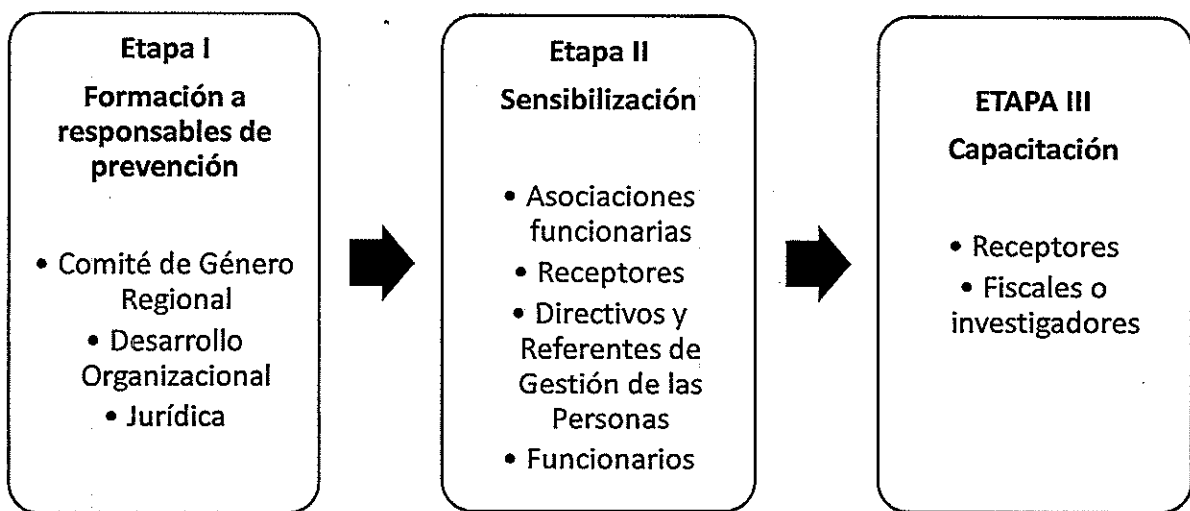 Etapa I
Formación a
responsables de
prevención
• Comité de Género
Regional
• Desarrollo
Organizacional
• Jurídica
Etapa II
Sensibilización
• Asociaciones
funcionarias
• Receptores
• Directivos y
Referentes de
Gestión de las
Personas
• Funcionarios
ETAPA III
Capacitación
• Receptores
• Fiscales o
investigadores